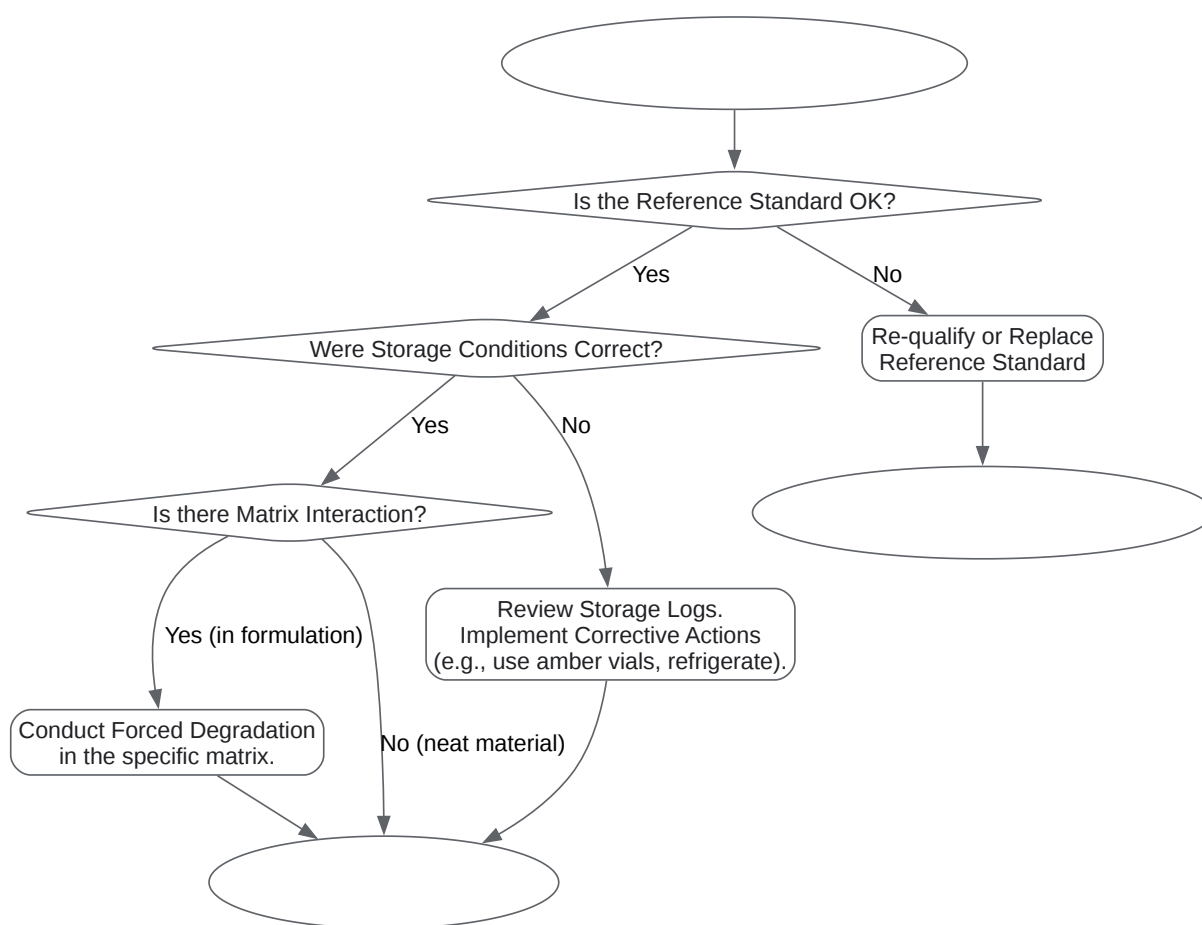 Is the Reference Standard OK?
Yes
No
Were Storage Conditions Correct?
Re-qualify or Replace
Reference Standard
Yes
No
Is there Matrix Interaction?
Yes (in formulation)
Review Storage Logs.
Implement Corrective Actions
(e.g., use amber vials, refrigerate).
Conduct Forced Degradation
in the specific matrix.
No (neat material)